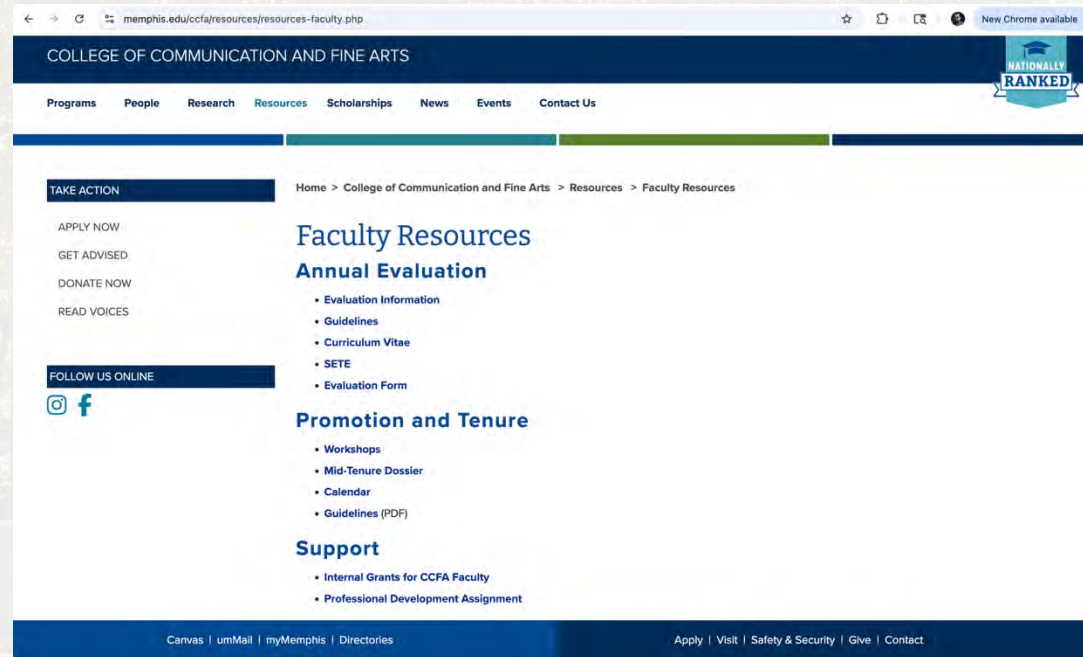 memphis.edu/ccfa/resources/resources-faculty.php
New Chrome available
COLLEGE OF COMMUNICATION AND FINE ARTS
NATIONALLY
RANKED
Programs People Research Resources Scholarships News Events Contact Us
TAKE ACTION
APPLY NOW
GET ADVISED
DONATE NOW
READ VOICES
FOLLOW US ONLINE
Home > College of Communication and Fine Arts > Resources > Faculty Resources
Faculty Resources
Annual Evaluation
• Evaluation Information
• Guidelines
• Curriculum Vitae
• SETE
• Evaluation Form
Promotion and Tenure
• Workshops
• Mid-Tenure Dossier
• Calendar
• Guidelines (PDF)
Support
• Internal Grants for CCFA Faculty
• Professional Development Assignment
Canvas | umMail | myMemphis | Directories
Apply | Visit | Safety & Security | Give | Contact